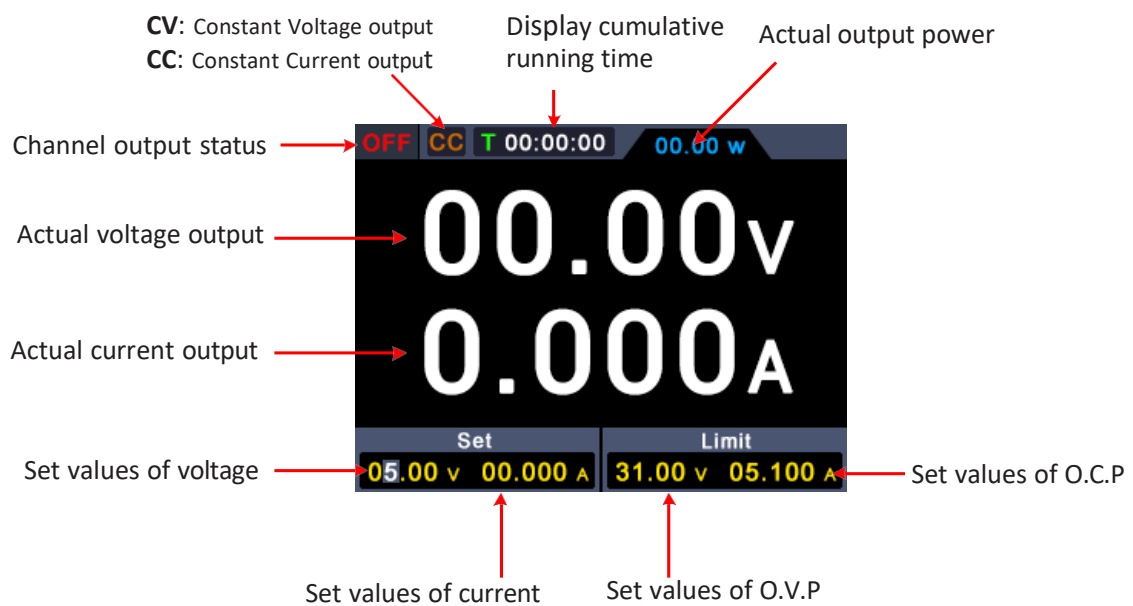 CV: Constant Voltage output
CC: Constant Current output
Display cumulative
running time
Actual output power
Channel output status
OFF CC T 00:00:00 00.00 W
Actual voltage output
00.00V
Actual current output
0.000A
Set Limit
Set values of voltage
05.00 V 00.000 A 31.00 V 05.100 A
Set values of O.C.P
Set values of current
Set values of O.V.P